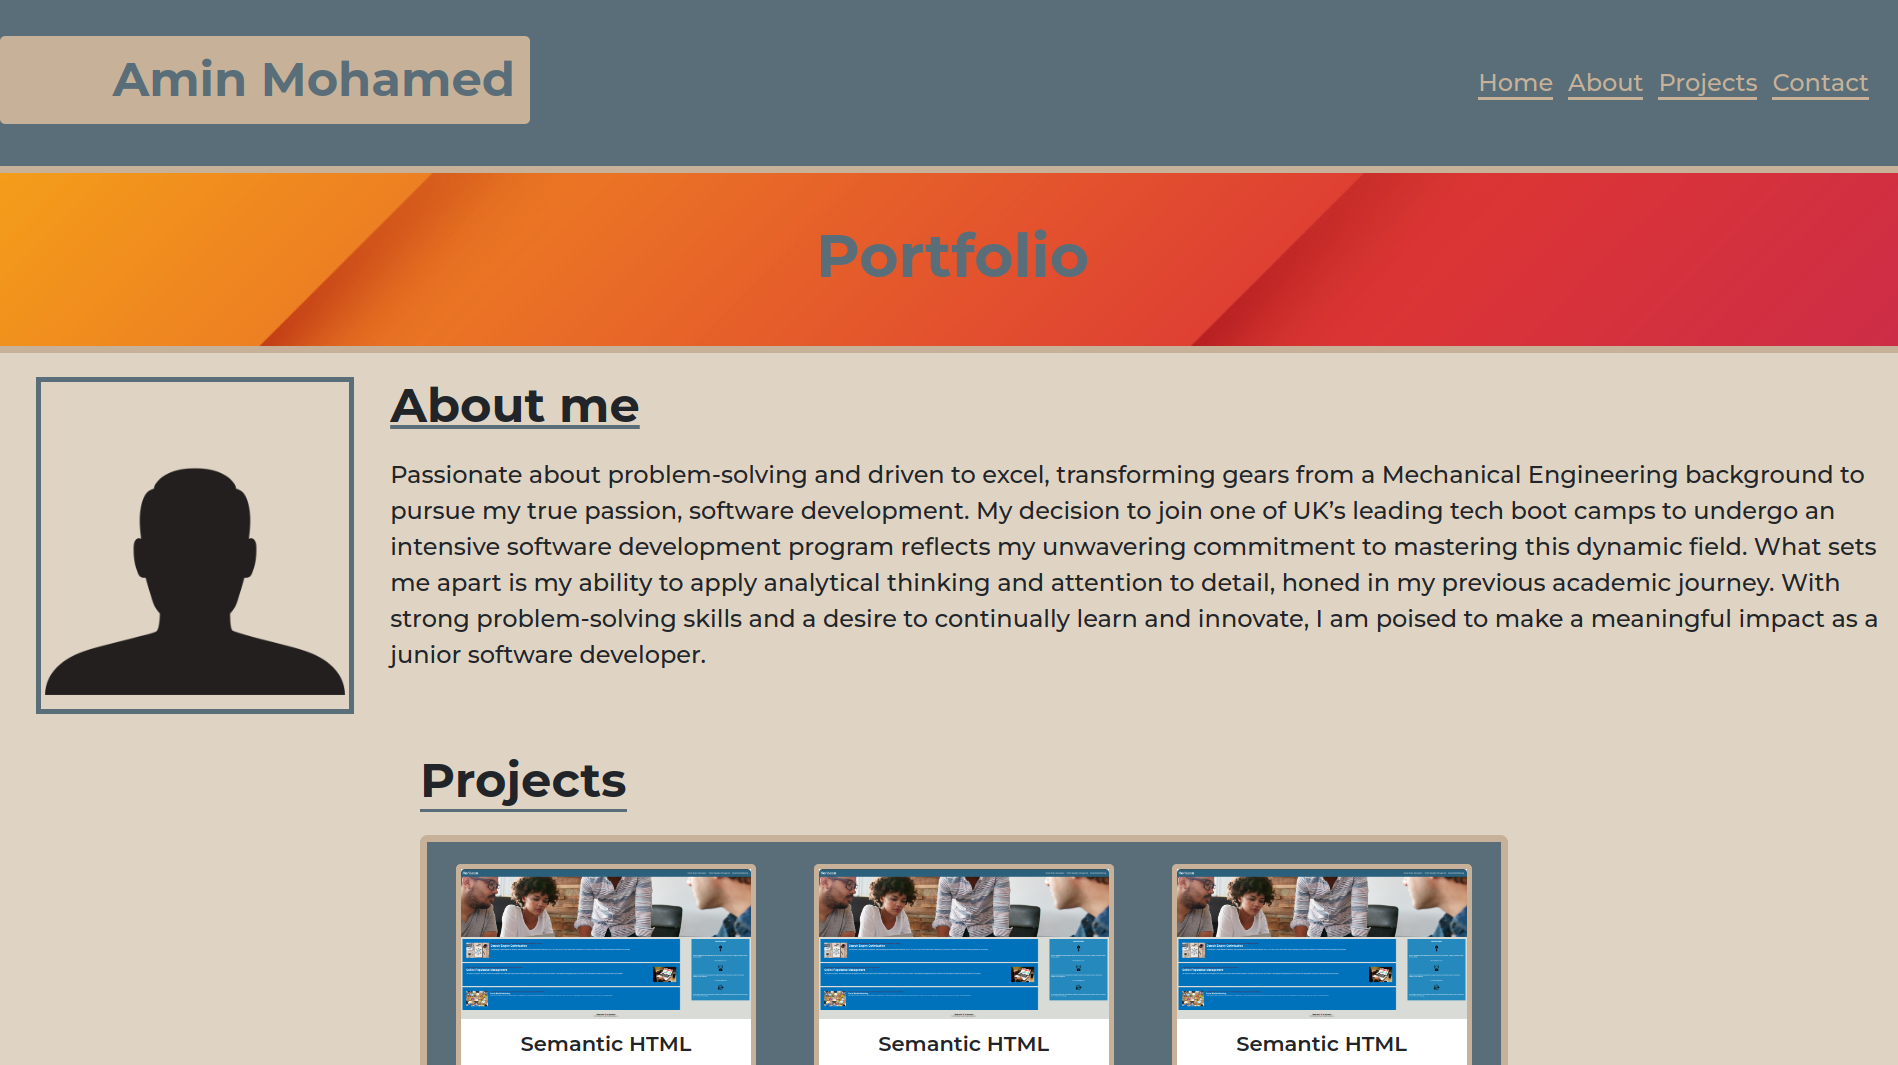 Amin Mohamed
Home About Projects Contact
Portfolio
About me
Passionate about problem-solving and driven to excel, transforming gears from a Mechanical Engineering background to
pursue my true passion, software development. My decision to join one of UK’s leading tech boot camps to undergo an
intensive software development program reflects my unwavering commitment to mastering this dynamic field. What sets
me apart is my ability to apply analytical thinking and attention to detail, honed in my previous academic journey. With
strong problem-solving skills and a desire to continually learn and innovate, I am poised to make a meaningful impact as a
junior software developer.
Projects
Semantic HTML
Semantic HTML
Semantic HTML